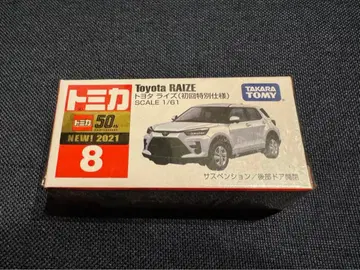 トミカ
Toyota RAIZE
トヨタ ライズ(初回特別仕様)
SCALE 1/61
TAKARA
TOMY
トミカ
50th
NEW! 2021
8
サスペンション/後部ドア開閉